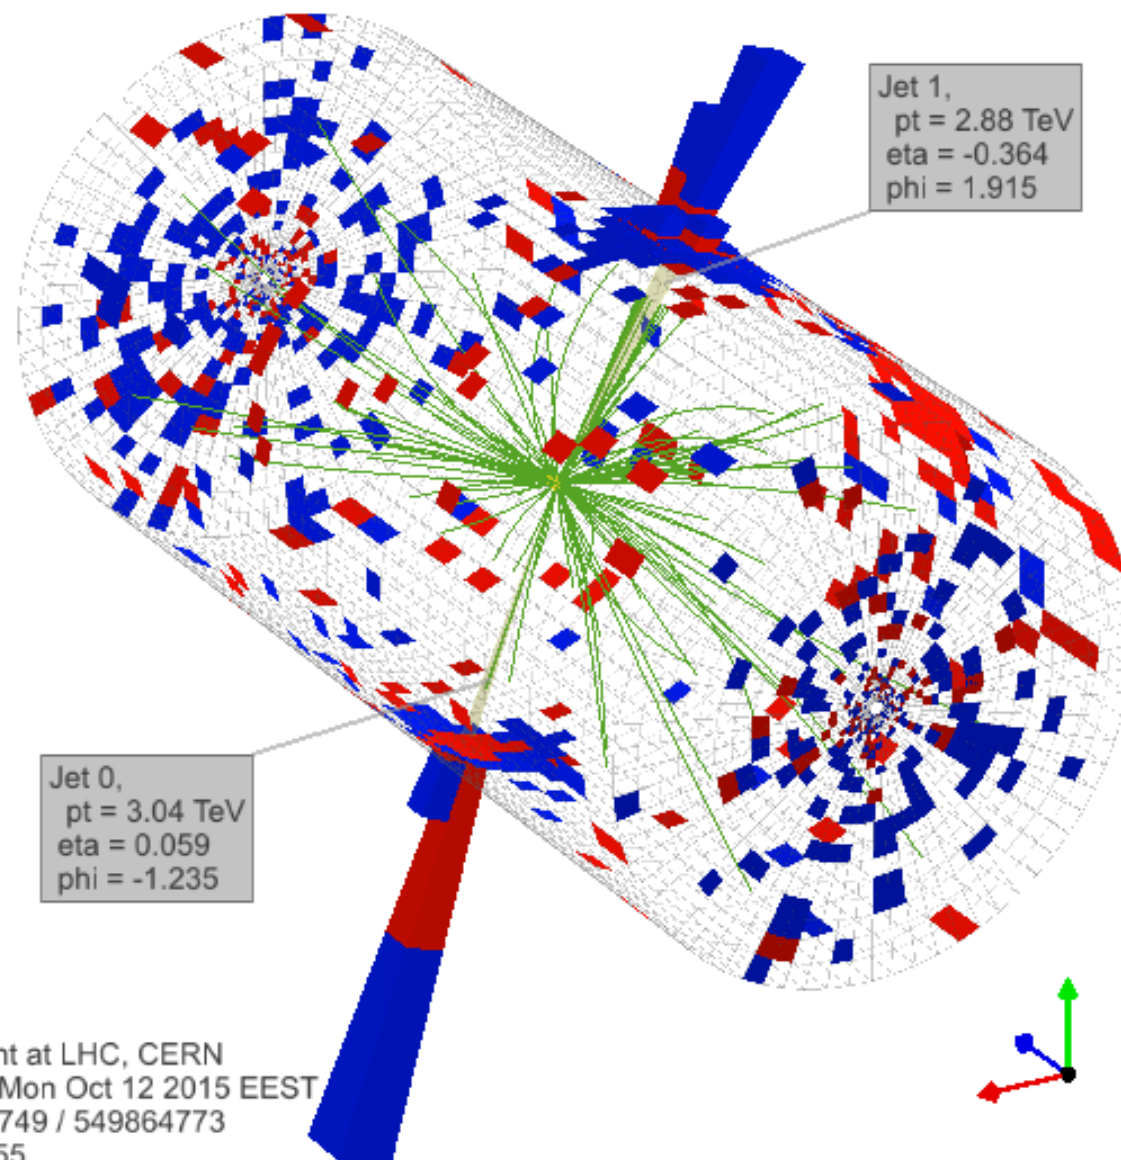 Jet 1,
pt = 2.88 TeV
eta = -0.364
phi = 1.915
Jet 0,
pt = 3.04 TeV
eta = 0.059
phi = -1.235
at LHC, CERN
Mon Oct 12 2015 EEST
749 / 549864773
55